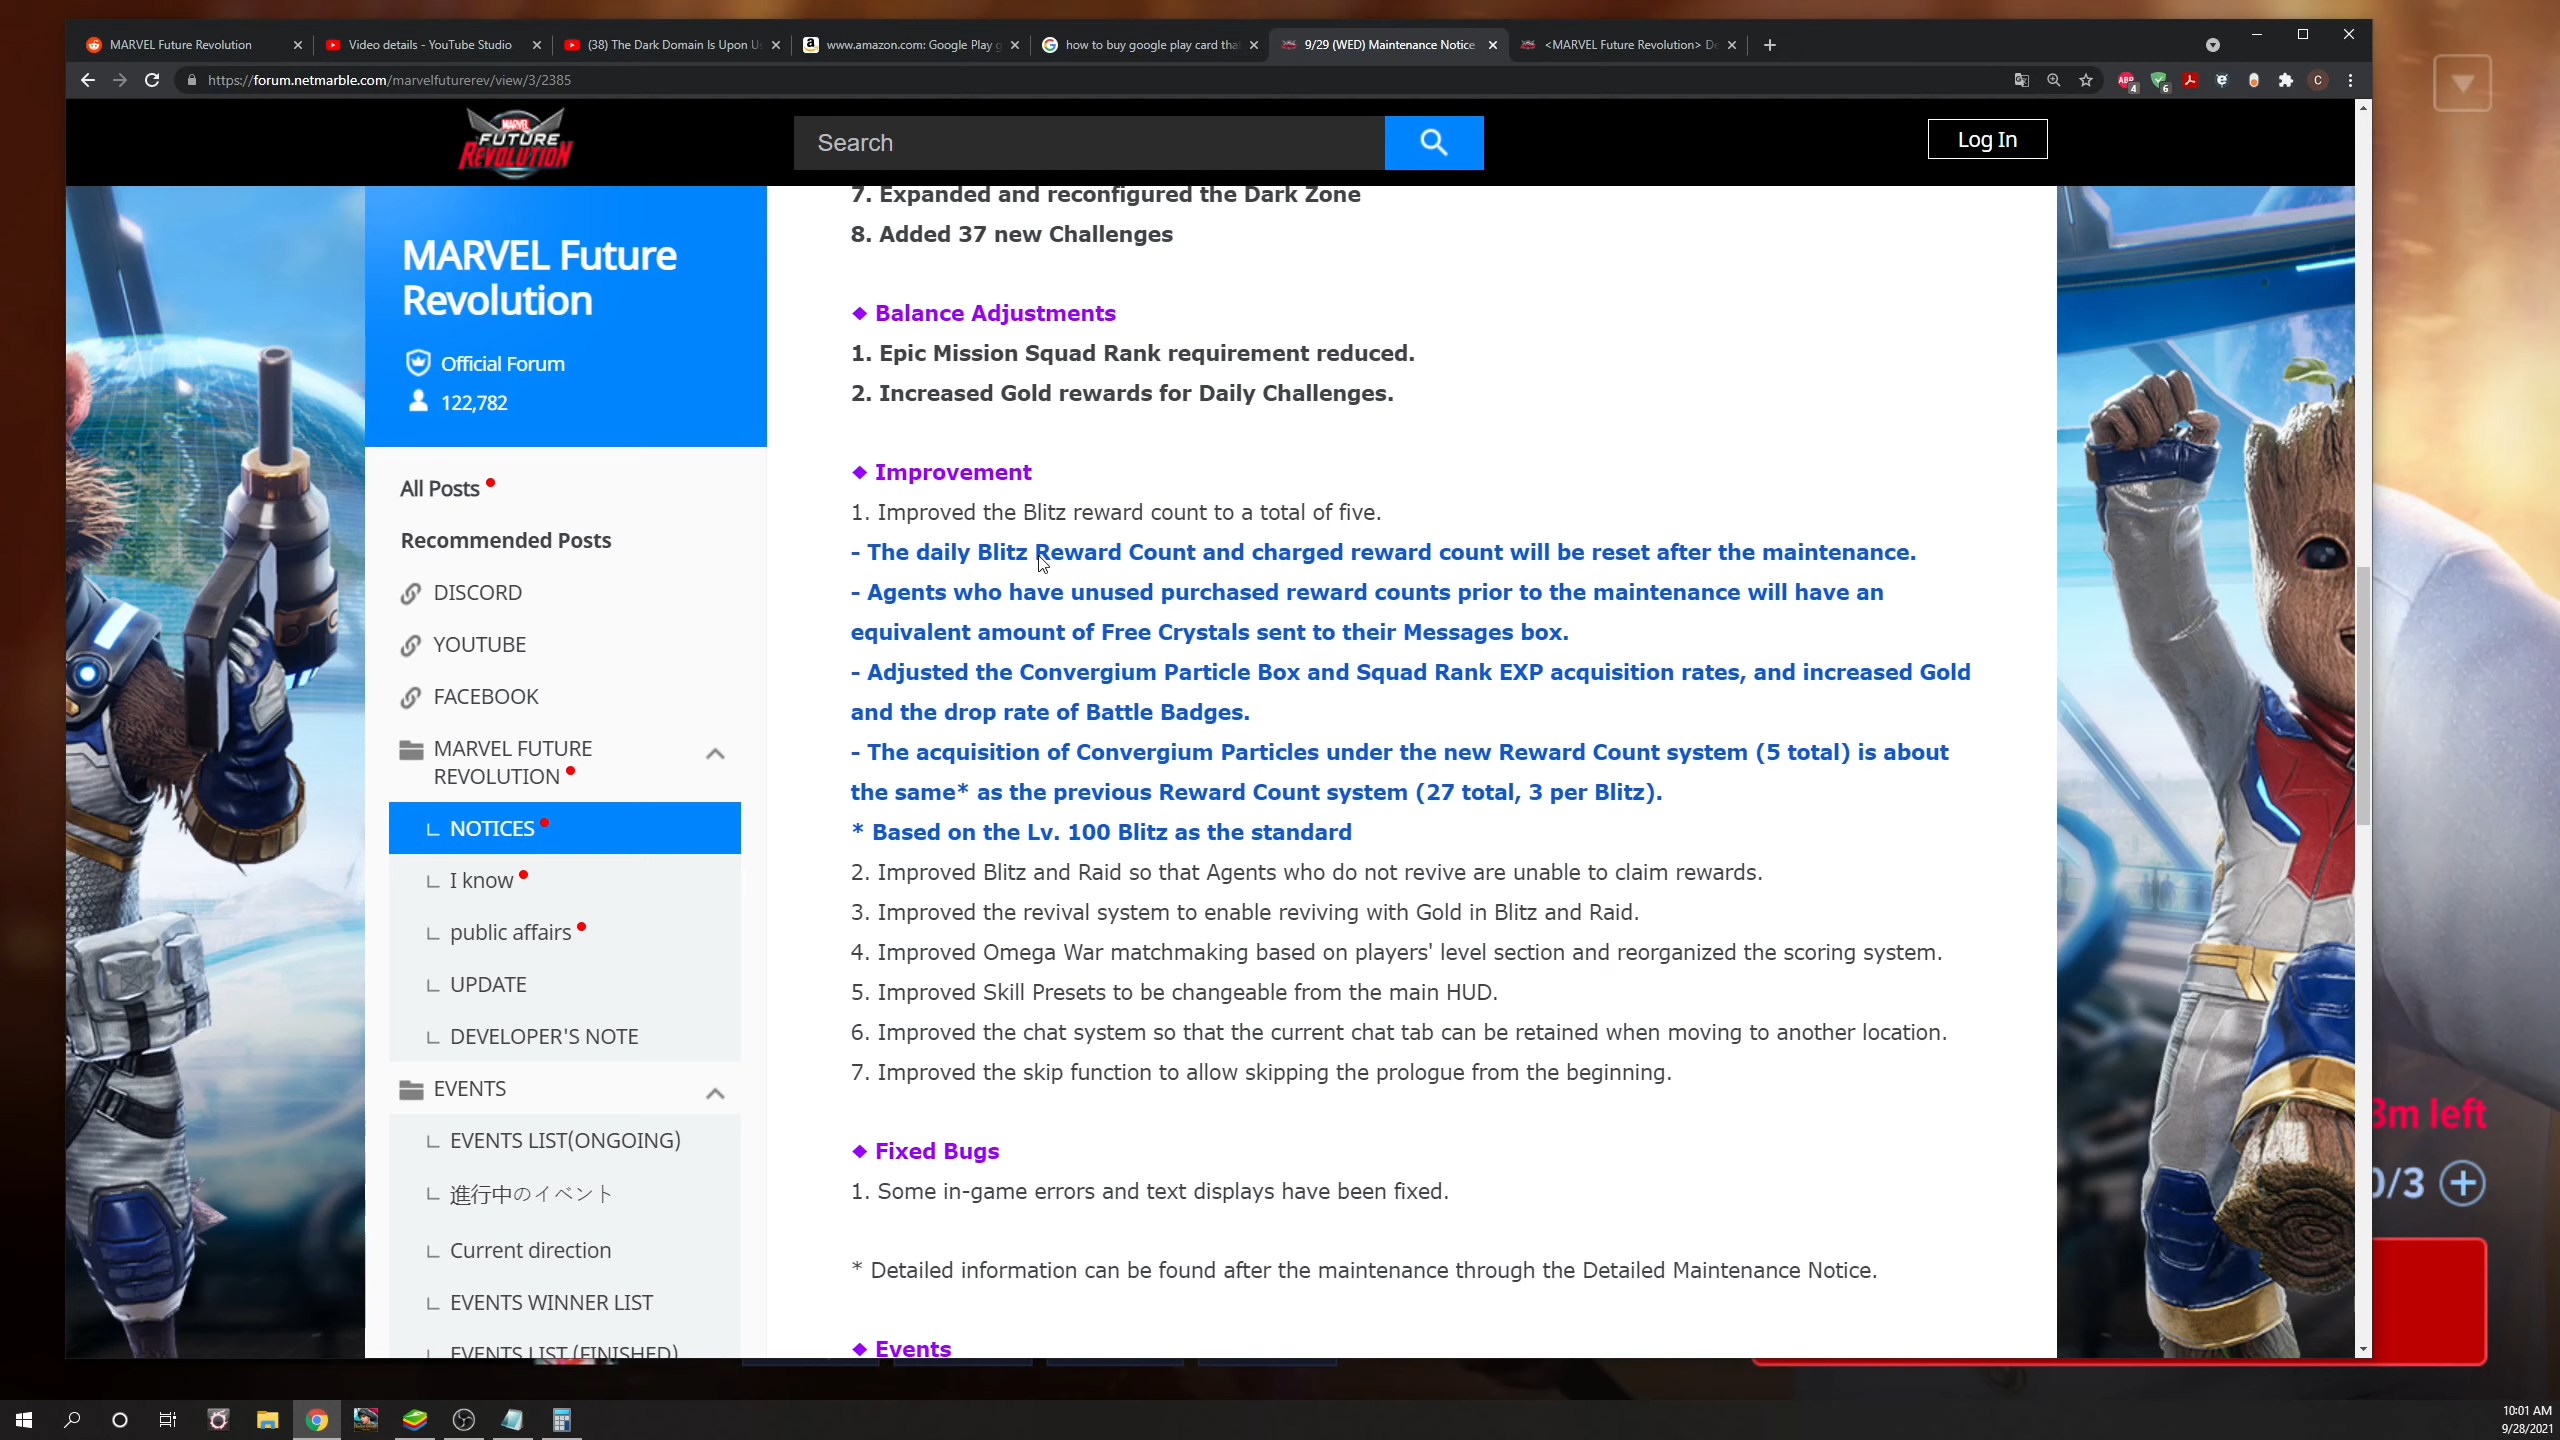 MARVEL Future Revolution
Video details - YouTube Studio
(38) The Dark Domain Is Upon U
www.amazon.com: Google Play g
how to buy google play card tha
9/29 (WED) Maintenance Notice
<MARVEL Future Revolution> De
https://forum.netmarble.com/marvelfuturerev/view/3/2385
ABP
4
6
C
MARVEL
FUTURE
REVOLUTION
Search
Log In
MARVEL Future
Revolution
Official Forum
122,782
All Posts
Recommended Posts
DISCORD
YOUTUBE
FACEBOOK
MARVEL FUTURE
REVOLUTION
NOTICES
I know
public affairs
UPDATE
DEVELOPER'S NOTE
EVENTS
EVENTS LIST(ONGOING)
進行中のイベント
Current direction
EVENTS WINNER LIST
EVENTS LIST (FINISHED)
7. Expanded and reconfigured the Dark Zone
8. Added 37 new Challenges
◆ Balance Adjustments
1. Epic Mission Squad Rank requirement reduced.
2. Increased Gold rewards for Daily Challenges.
◆ Improvement
1. Improved the Blitz reward count to a total of five.
- The daily Blitz Reward Count and charged reward count will be reset after the maintenance.
- Agents who have unused purchased reward counts prior to the maintenance will have an
equivalent amount of Free Crystals sent to their Messages box.
- Adjusted the Convergium Particle Box and Squad Rank EXP acquisition rates, and increased Gold
and the drop rate of Battle Badges.
- The acquisition of Convergium Particles under the new Reward Count system (5 total) is about
the same* as the previous Reward Count system (27 total, 3 per Blitz).
* Based on the Lv. 100 Blitz as the standard
2. Improved Blitz and Raid so that Agents who do not revive are unable to claim rewards.
3. Improved the revival system to enable reviving with Gold in Blitz and Raid.
4. Improved Omega War matchmaking based on players' level section and reorganized the scoring system.
5. Improved Skill Presets to be changeable from the main HUD.
6. Improved the chat system so that the current chat tab can be retained when moving to another location.
7. Improved the skip function to allow skipping the prologue from the beginning.
◆ Fixed Bugs
1. Some in-game errors and text displays have been fixed.
* Detailed information can be found after the maintenance through the Detailed Maintenance Notice.
◆ Events
3m left
0/3
10:01 AM
9/28/2021